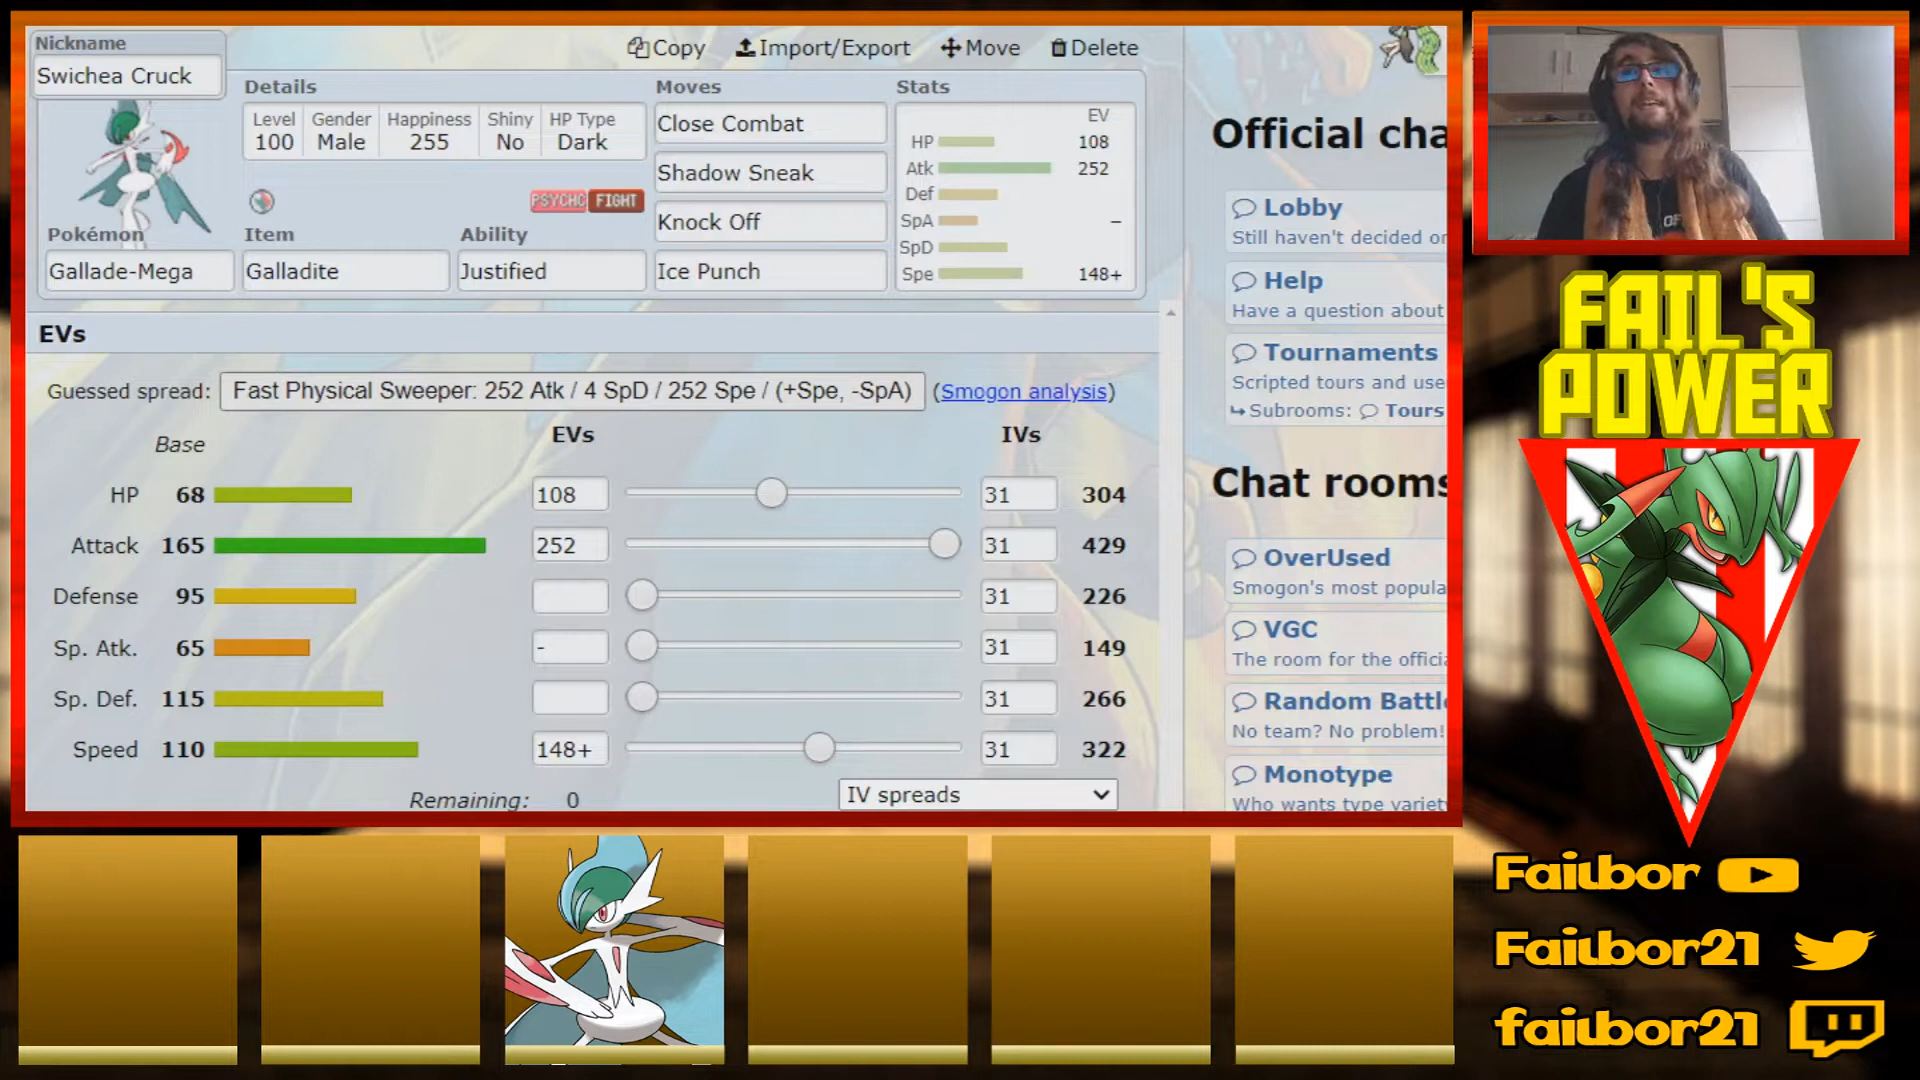 Nickname
Swichea Cruck
Copy Import/Export Move Delete
Details
Level Gender Happiness Shiny HP Type
100 Male 255 No Dark
PSYCHC FIGHT
Pokémon
Gallade-Mega
Item
Galladite
Ability
Justified
Moves
Close Combat
Shadow Sneak
Knock Off
Ice Punch
Stats
EV
HP 108
Atk 252
Def
SpA –
SpD
Spe 148+
EVs
Guessed spread: Fast Physical Sweeper: 252 Atk / 4 SpD / 252 Spe / (+Spe, -SpA) (Smogon analysis)
Base EVs IVs
HP 68 108 31 304
Attack 165 252 31 429
Defense 95 31 226
Sp. Atk. 65 - 31 149
Sp. Def. 115 31 266
Speed 110 148+ 31 322
Remaining: 0
IV spreads
Official cha
Lobby
Still haven't decided or
Help
Have a question about
Tournaments
Scripted tours and use
↳Subrooms: Tours
Chat rooms
OverUsed
Smogon's most popula
VGC
The room for the offici
Random Battl
No team? No problem!
Monotype
Who wants type variet
OF
FAIL'S
POWER
Failbor
Failbor21
failbor21